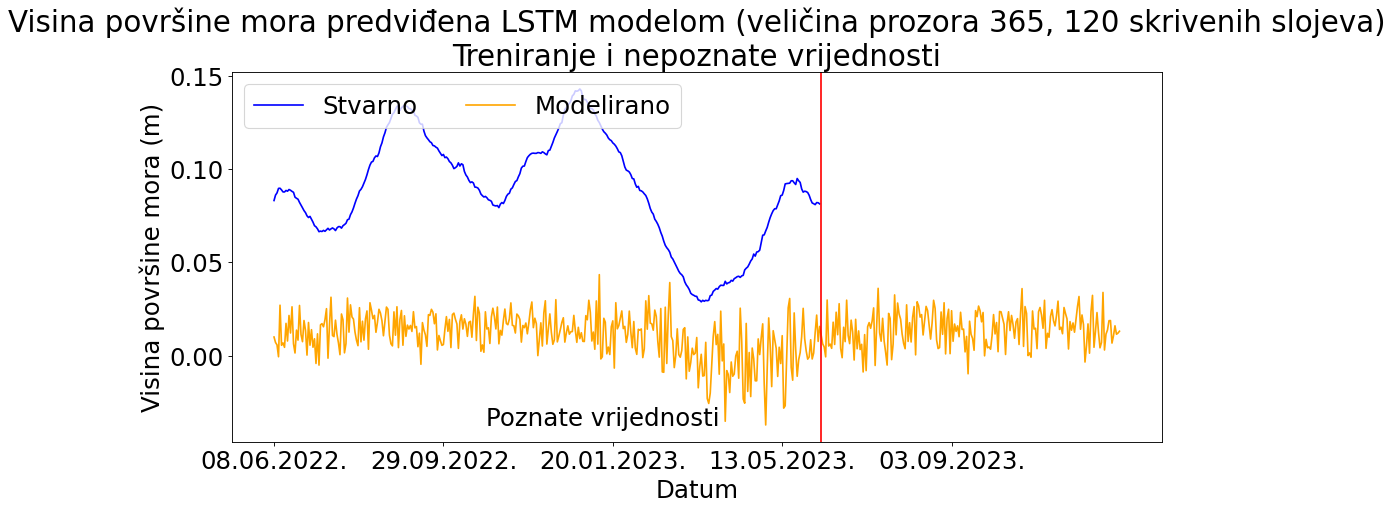 Visina površine mora predviđena LSTM modelom (veličina prozora 365, 120 skrivenih slojeva)
Treniranje i nepoznate vrijednosti
Stvarno Modelirano
Visina površine mora (m)
0.15
0.10
0.05
0.00
Poznate vrijednosti
08.06.2022. 29.09.2022. 20.01.2023. 13.05.2023. 03.09.2023.
Datum